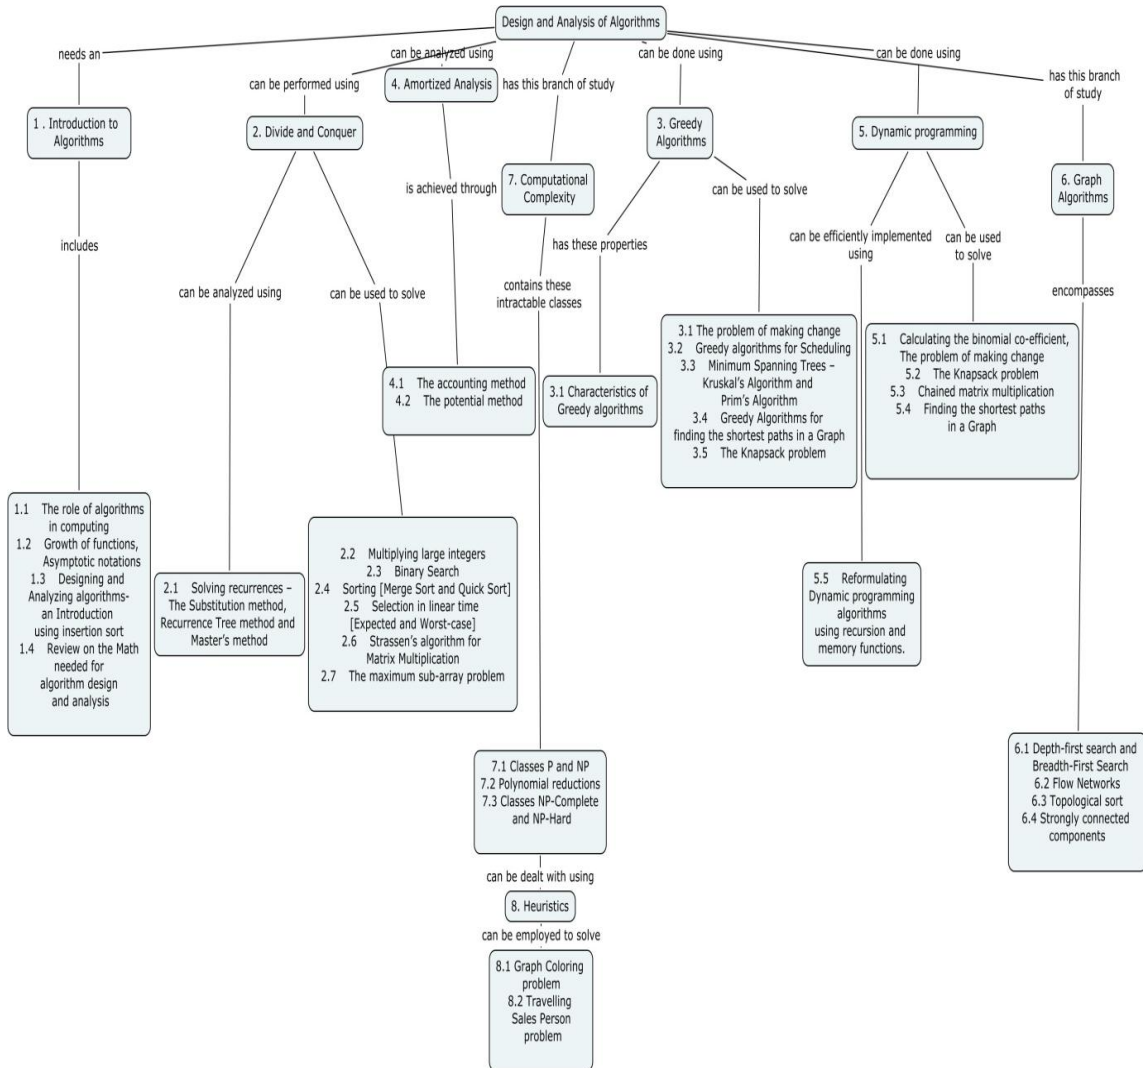 Design and Analysis of Algorithms
needs an
can be analyzed using
can be done using
can be done using
can be performed using
4. Amortized Analysis
has this branch of study
has this branch
of study
1 . Introduction to
Algorithms
2. Divide and Conquer
3. Greedy
Algorithms
5. Dynamic programming
7. Computational
Complexity
6. Graph
Algorithms
is achieved through
can be used to solve
includes
has these properties
can be efficiently implemented
using
can be used
to solve
can be analyzed using
can be used to solve
contains these
intractable classes
encompasses
4.1 The accounting method
4.2 The potential method
3.1 Characteristics of
Greedy algorithms
3.1 The problem of making change
3.2 Greedy algorithms for Scheduling
3.3 Minimum Spanning Trees –
Kruskal's Algorithm and
Prim's Algorithm
3.4 Greedy Algorithms for
finding the shortest paths in a Graph
3.5 The Knapsack problem
5.1 Calculating the binomial co-efficient,
The problem of making change
5.2 The Knapsack problem
5.3 Chained matrix multiplication
5.4 Finding the shortest paths
in a Graph
1.1 The role of algorithms
in computing
1.2 Growth of functions,
Asymptotic notations
1.3 Designing and
Analyzing algorithms-
an Introduction
using insertion sort
1.4 Review on the Math
needed for
algorithm design
and analysis
2.1 Solving recurrences –
The Substitution method,
Recurrence Tree method and
Master's method
2.2 Multiplying large integers
2.3 Binary Search
2.4 Sorting [Merge Sort and Quick Sort]
2.5 Selection in linear time
[Expected and Worst-case]
2.6 Strassen's algorithm for
Matrix Multiplication
2.7 The maximum sub-array problem
5.5 Reformulating
Dynamic programming
algorithms
using recursion and
memory functions.
7.1 Classes P and NP
7.2 Polynomial reductions
7.3 Classes NP-Complete
and NP-Hard
6.1 Depth-first search and
Breadth-First Search
6.2 Flow Networks
6.3 Topological sort
6.4 Strongly connected
components
can be dealt with using
8. Heuristics
can be employed to solve
8.1 Graph Coloring
problem
8.2 Travelling
Sales Person
problem